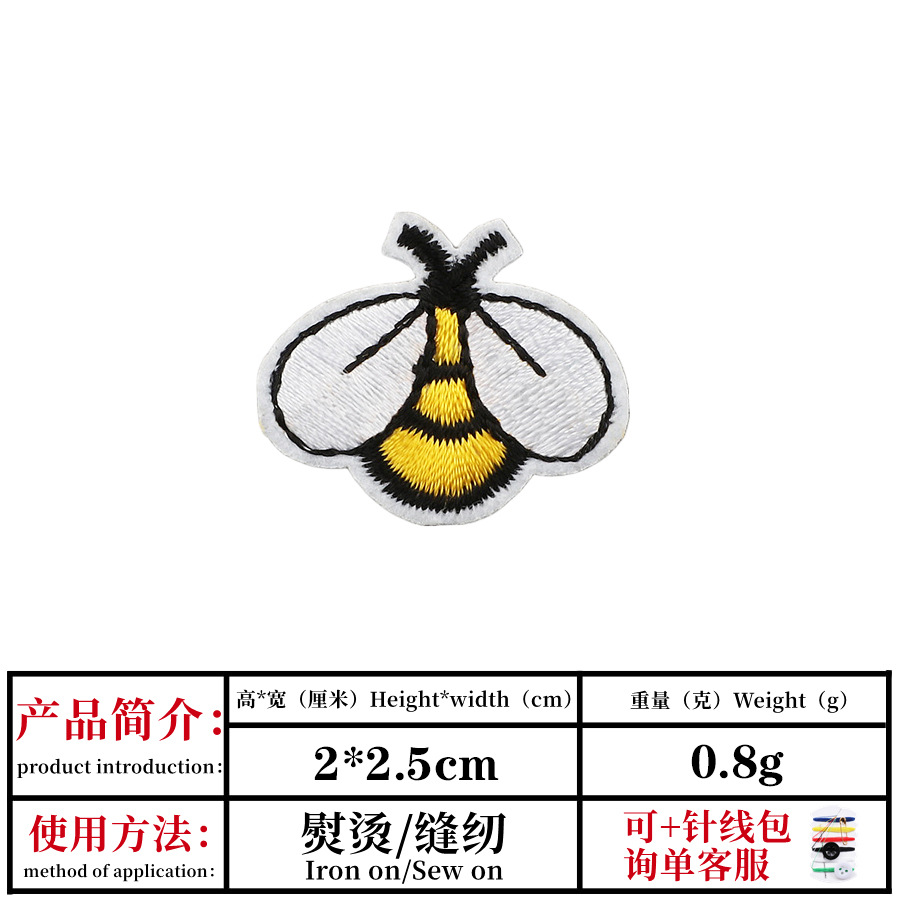 产品简介：
product introduction：
高*宽（厘米）Height*width（cm）
重量（克）Weight（g）
2*2.5cm
0.8g
使用方法：
method of application：
熨烫/缝纫
Iron on/Sew on
可+针线包
询单客服